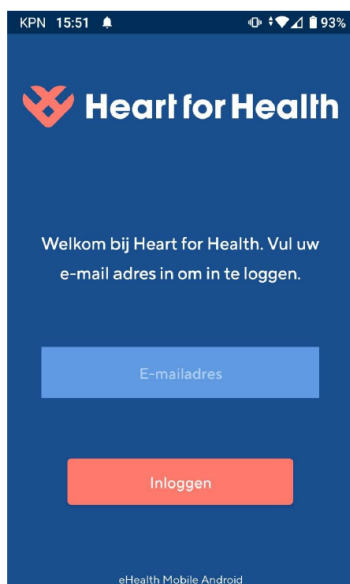 KPN 15:51 93%
Heart for Health
Welkom bij Heart for Health. Vul uw
e-mail adres in om in te loggen.
E-mailadres
Inloggen
eHealth Mobile Android